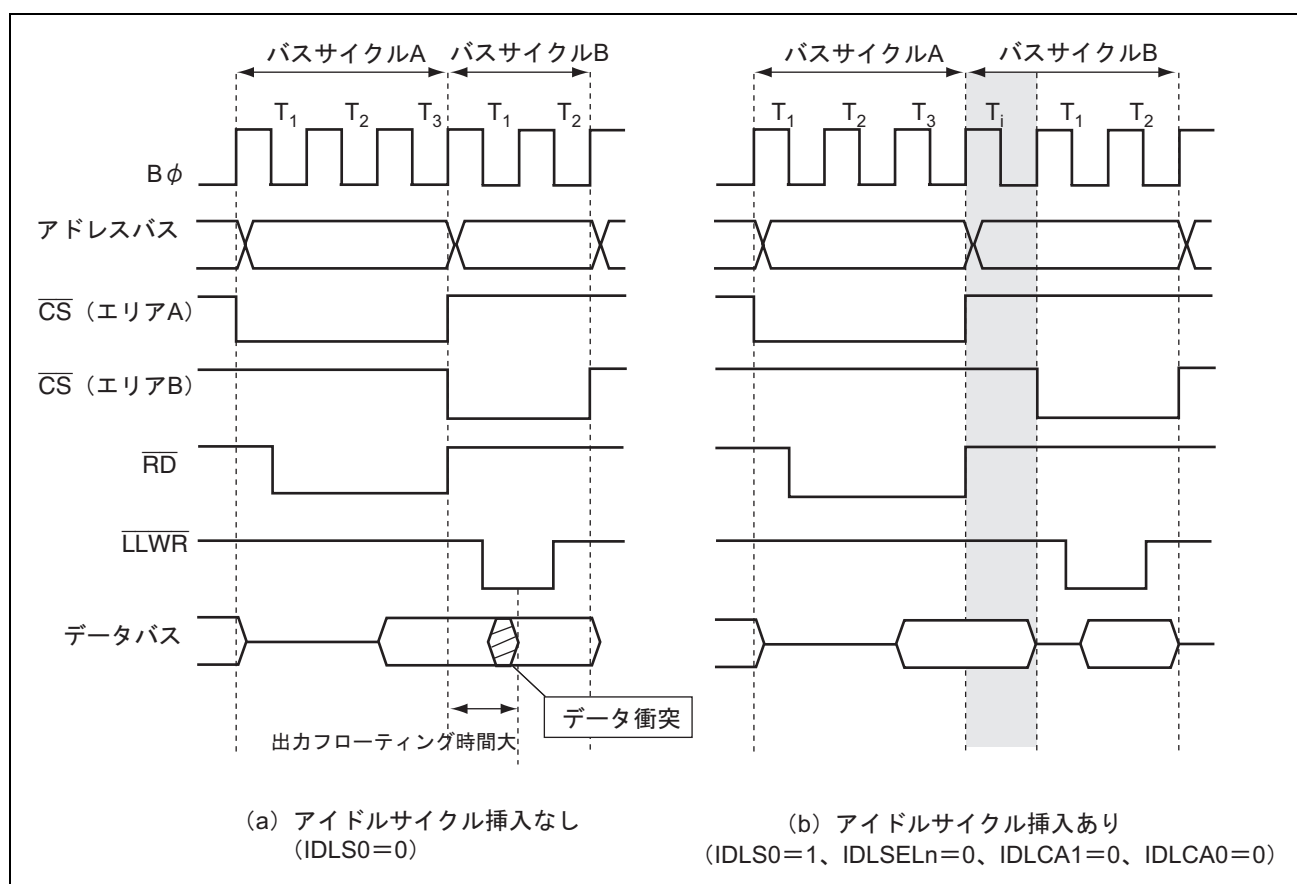 バスサイクルA バスサイクルB
T1 T2 T3 T1 T2
Bφ
アドレスバス
CS（エリアA）
CS（エリアB）
RD
LLWR
データバス
データ衝突
出力フローティング時間大
（a）アイドルサイクル挿入なし
（IDLS0＝0）
バスサイクルA バスサイクルB
T1 T2 T3 Ti T1 T2
（b）アイドルサイクル挿入あり
（IDLS0＝1、IDLSELn＝0、IDLCA1＝0、IDLCA0＝0）